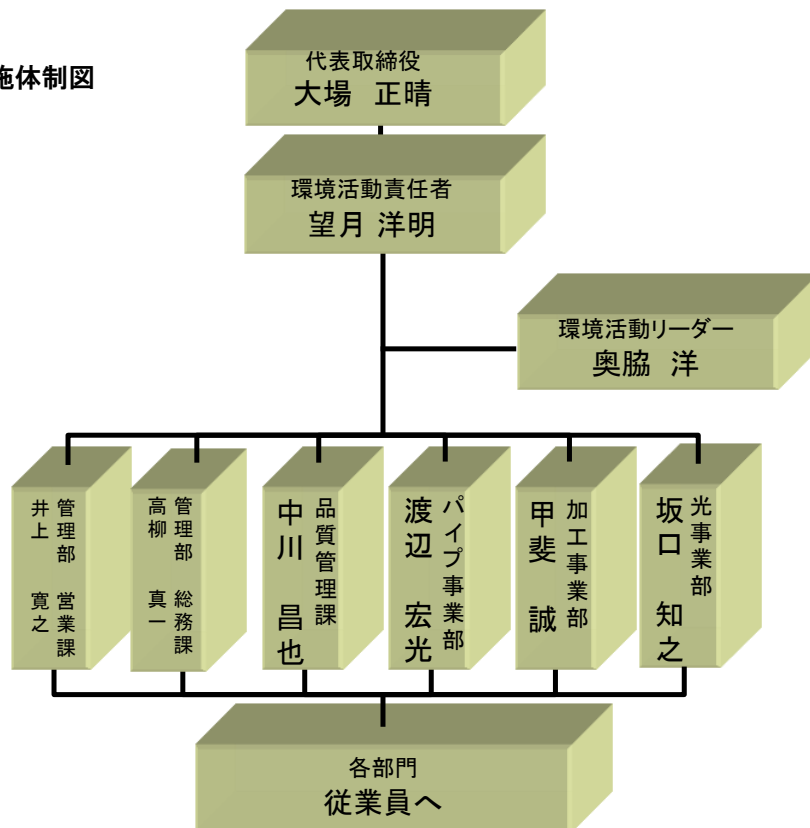 施体制図
代表取締役
大場 正晴
環境活動責任者
望月 洋明
環境活動リーダー
奥脇 洋
管理部 営業課
井上 寛之
管理部 総務課
高柳 真一
品質管理課
中川 昌也
パイプ事業部
渡辺 宏光
加工事業部
甲斐 誠
光事業部
坂口 知之
各部門
従業員へ